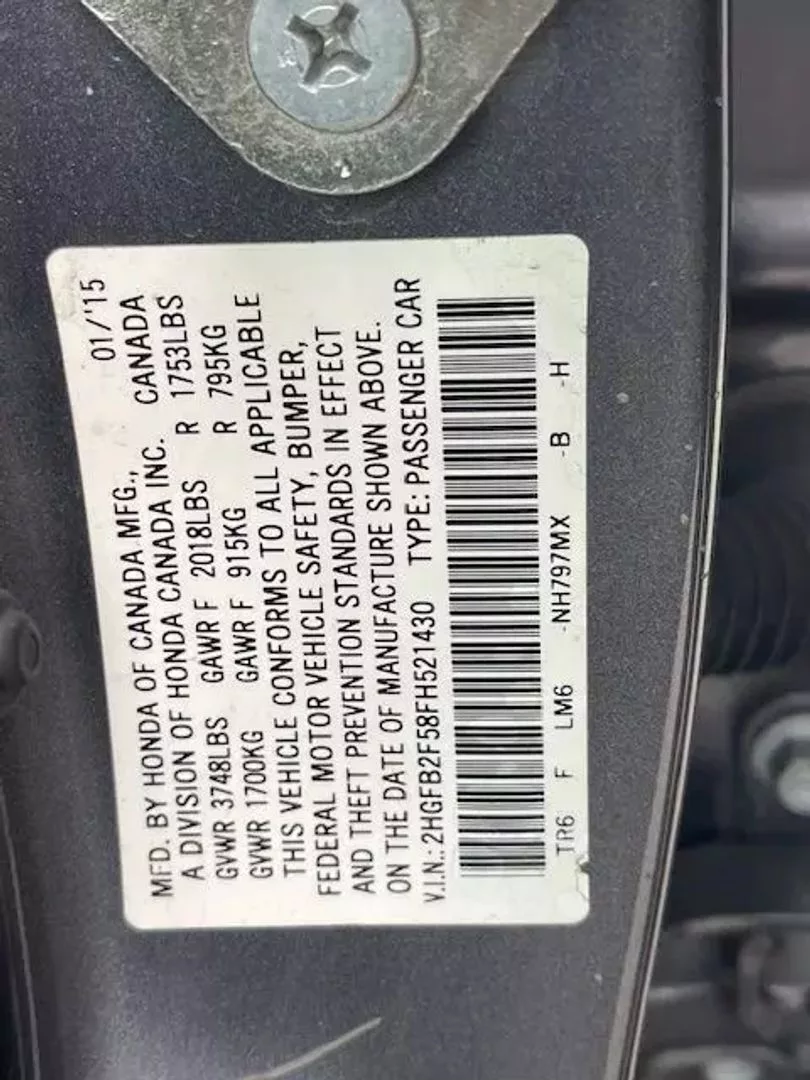 MFD. BY HONDA OF CANADA MFG., 01/'15
A DIVISION OF HONDA CANADA INC. CANADA
GVWR 3748LBS GAWR F 2018LBS R 1753LBS
GVWR 1700KG GAWR F 915KG R 795KG
THIS VEHICLE CONFORMS TO ALL APPLICABLE
FEDERAL MOTOR VEHICLE SAFETY, BUMPER,
AND THEFT PREVENTION STANDARDS IN EFFECT
ON THE DATE OF MANUFACTURE SHOWN ABOVE.
V.I.N.: 2HGFB2F58FH521430 TYPE: PASSENGER CAR
TR6 F LM6 -NH797MX -B -H